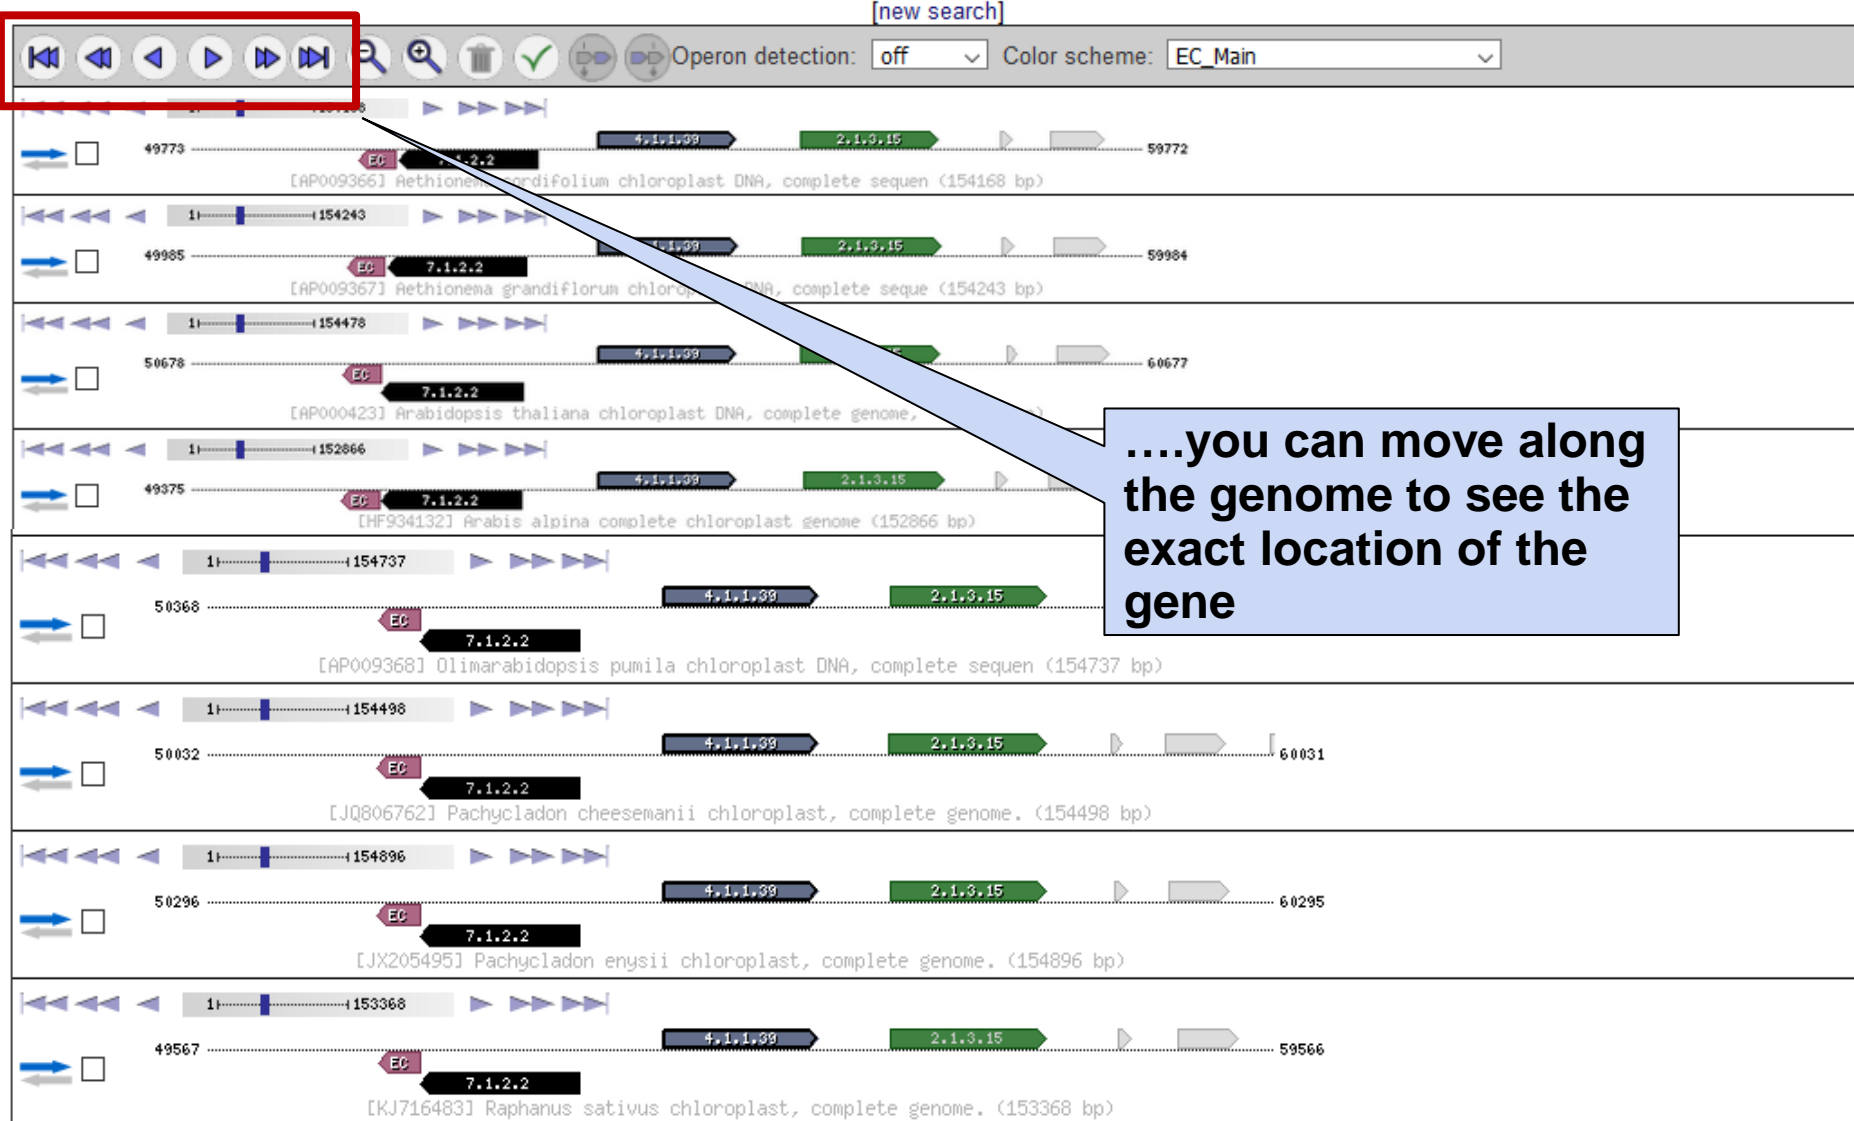 [new search]
Operon detection: off Color scheme: EC_Main
49773 4.1.1.39 2.1.3.15 59772
EC
[AP009366] Aethionema cordifolium chloroplast DNA, complete sequen (154168 bp)
1 154243
49985 2.1.3.15 59984
EC 7.1.2.2
[AP009367] Aethionema grandiflorum DNA, complete seque (154243 bp)
1 154478
50678 4.1.1.39 60677
EC
7.1.2.2
[AP000423] Arabidopsis thaliana chloroplast DNA, complete genome,
1 152866
49375 4.1.1.39 2.1.3.15
EC 7.1.2.2
[HF934132] Arabis alpina complete chloroplast genome (152866 bp)
….you can move along
the genome to see the
exact location of the
gene
1 154737
50368 4.1.1.39 2.1.3.15
EC
7.1.2.2
[AP009368] Olimarabidopsis pumila chloroplast DNA, complete sequen (154737 bp)
1 154498
50032 4.1.1.39 2.1.3.15 60031
EC
7.1.2.2
[JQ806762] Pachycladon cheesemanii chloroplast, complete genome. (154498 bp)
1 154896
50296 4.1.1.39 2.1.3.15 60295
EC
7.1.2.2
[JX205495] Pachycladon enysii chloroplast, complete genome. (154896 bp)
1 153368
49567 4.1.1.39 2.1.3.15 59566
EC
7.1.2.2
[KJ716483] Raphanus sativus chloroplast, complete genome. (153368 bp)